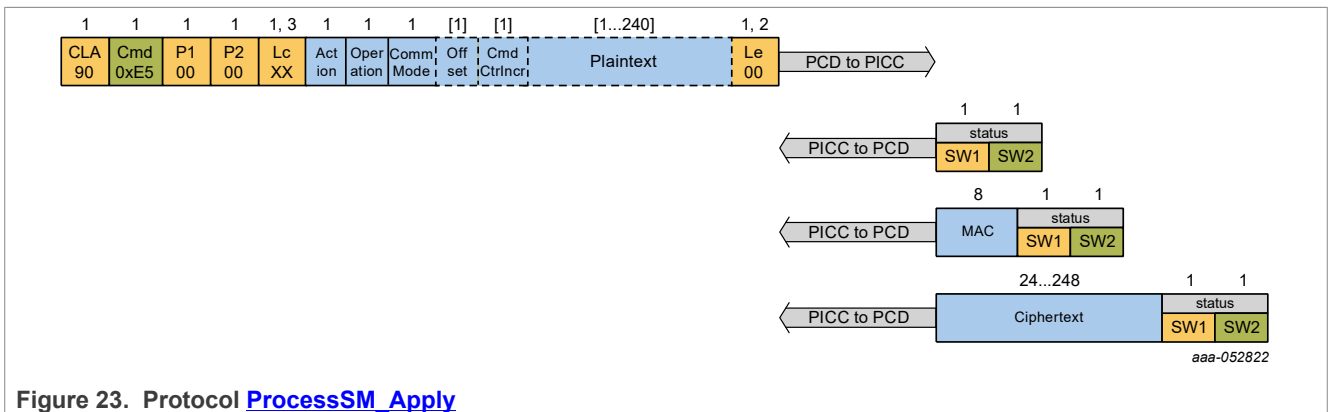 1 1 1 1 1, 3 1 1 1 [1] [1] [1...240] 1, 2
CLA Cmd P1 P2 Lc Act Oper Comm Off Cmd Plaintext Le PCD to PICC
90 0xE5 00 00 XX ion ation Mode set CtrIncr 00
1 1
status
PICC to PCD SW1 SW2
8 1 1
status
PICC to PCD MAC SW1 SW2
24...248 1 1
status
PICC to PCD Ciphertext SW1 SW2
aaa-052822
Figure 23. Protocol ProcessSM_Apply